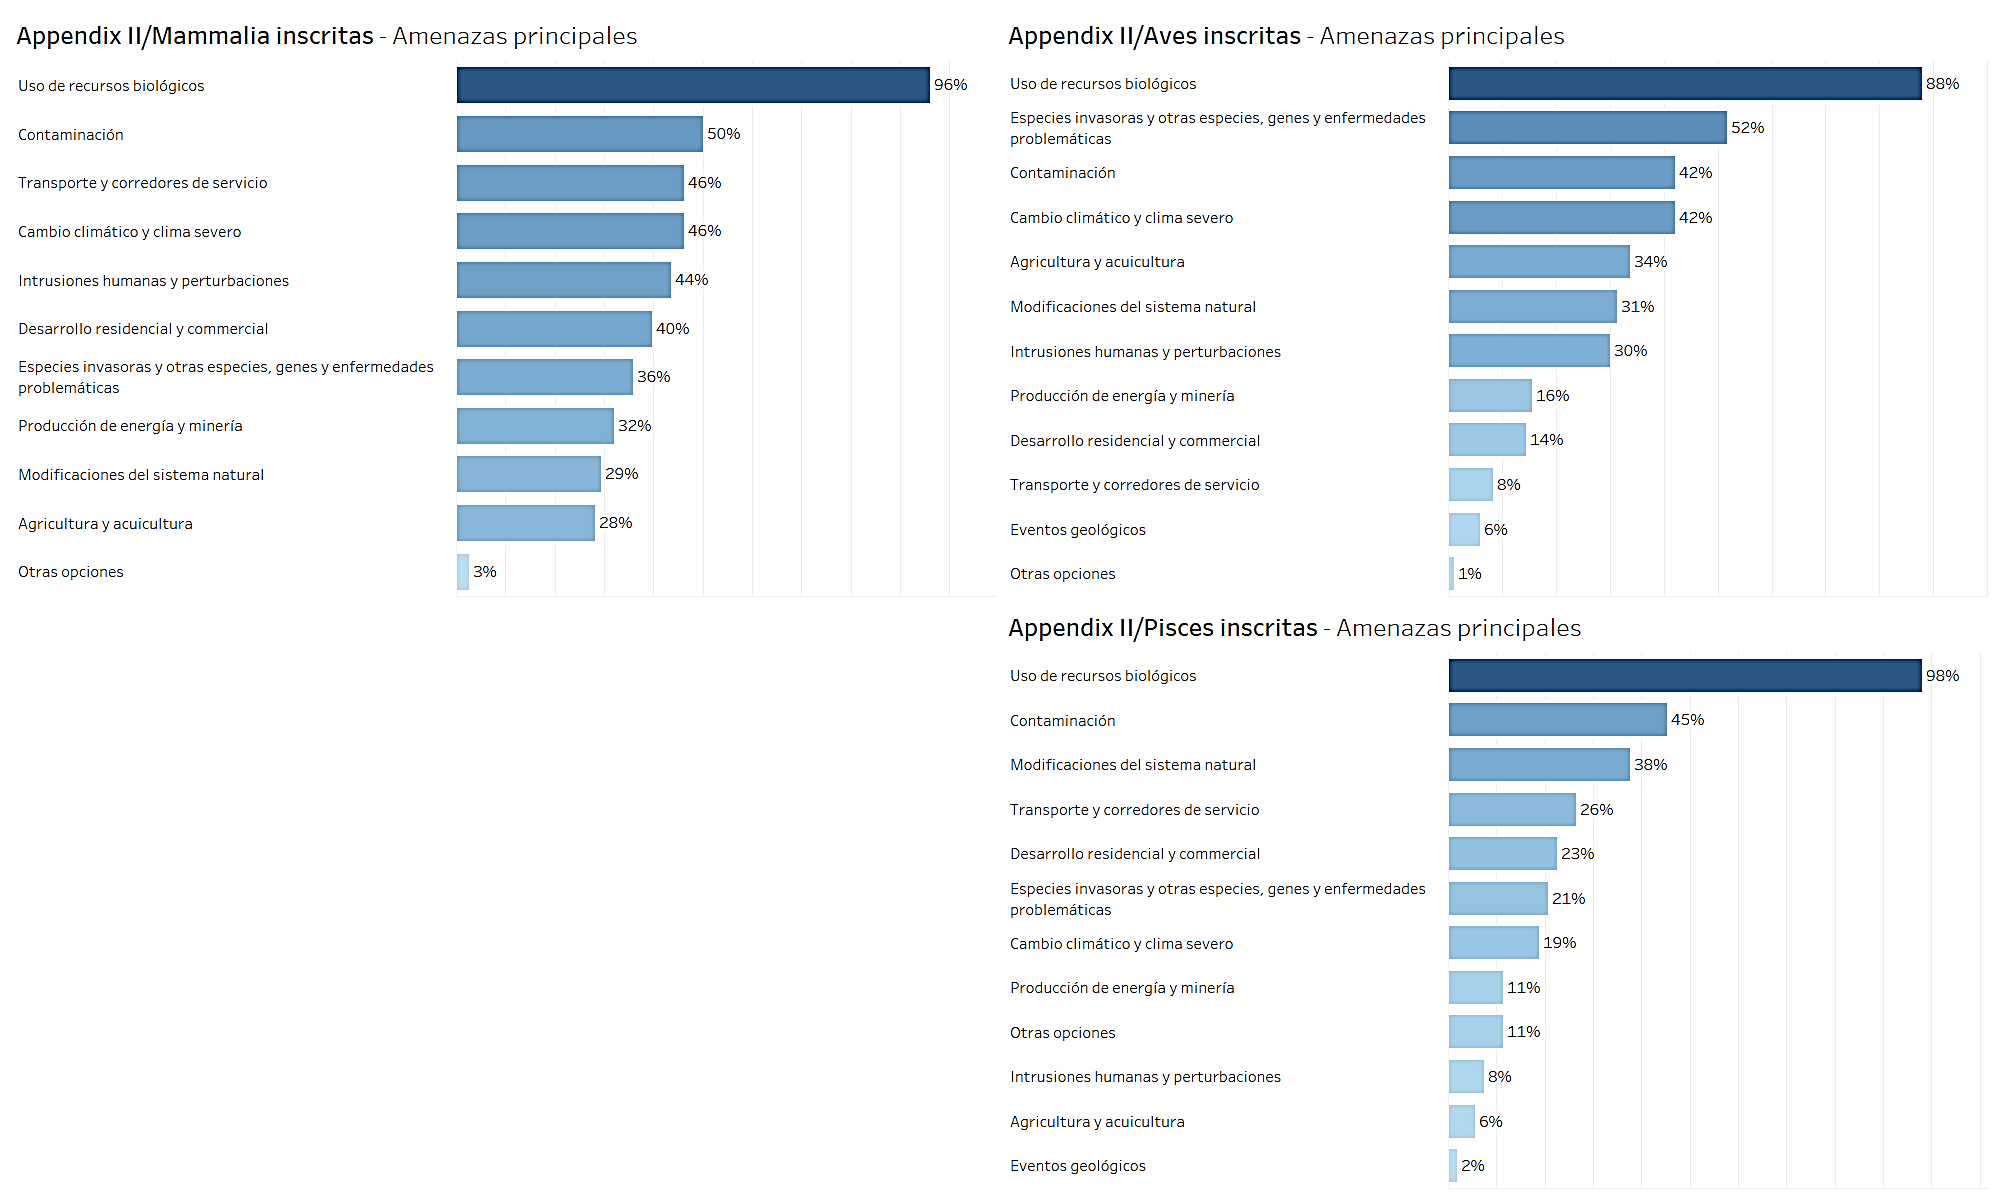 Appendix II/Mammalia inscritas - Amenazas principales
Uso de recursos biológicos 96%
Contaminación 50%
Transporte y corredores de servicio 46%
Cambio climático y clima severo 46%
Intrusiones humanas y perturbaciones 44%
Desarrollo residencial y commercial 40%
Especies invasoras y otras especies, genes y enfermedades
problemáticas 36%
Producción de energía y minería 32%
Modificaciones del sistema natural 29%
Agricultura y acuicultura 28%
Otras opciones 3%
Appendix II/Aves inscritas - Amenazas principales
Uso de recursos biológicos 88%
Especies invasoras y otras especies, genes y enfermedades
problemáticas 52%
Contaminación 42%
Cambio climático y clima severo 42%
Agricultura y acuicultura 34%
Modificaciones del sistema natural 31%
Intrusiones humanas y perturbaciones 30%
Producción de energía y minería 16%
Desarrollo residencial y commercial 14%
Transporte y corredores de servicio 8%
Eventos geológicos 6%
Otras opciones 1%
Appendix II/Pisces inscritas - Amenazas principales
Uso de recursos biológicos 98%
Contaminación 45%
Modificaciones del sistema natural 38%
Transporte y corredores de servicio 26%
Desarrollo residencial y commercial 23%
Especies invasoras y otras especies, genes y enfermedades
problemáticas 21%
Cambio climático y clima severo 19%
Producción de energía y minería 11%
Otras opciones 11%
Intrusiones humanas y perturbaciones 8%
Agricultura y acuicultura 6%
Eventos geológicos 2%